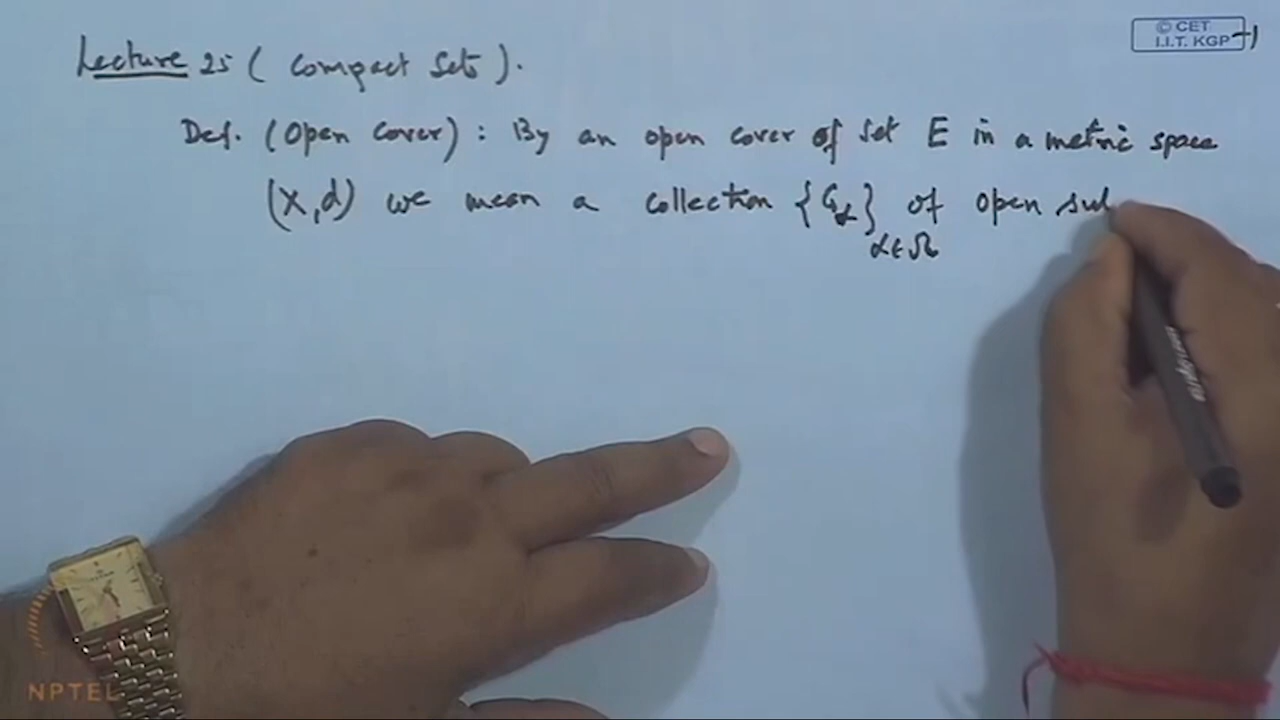 © CET
I.I.T. KGP
Lecture 25 ( Compact Sets ).
Def. (Open Cover) : By an open cover of set E in a metric space
(X,d) we mean a collection {Gα} of open sub
α∈Ω
NPTEL